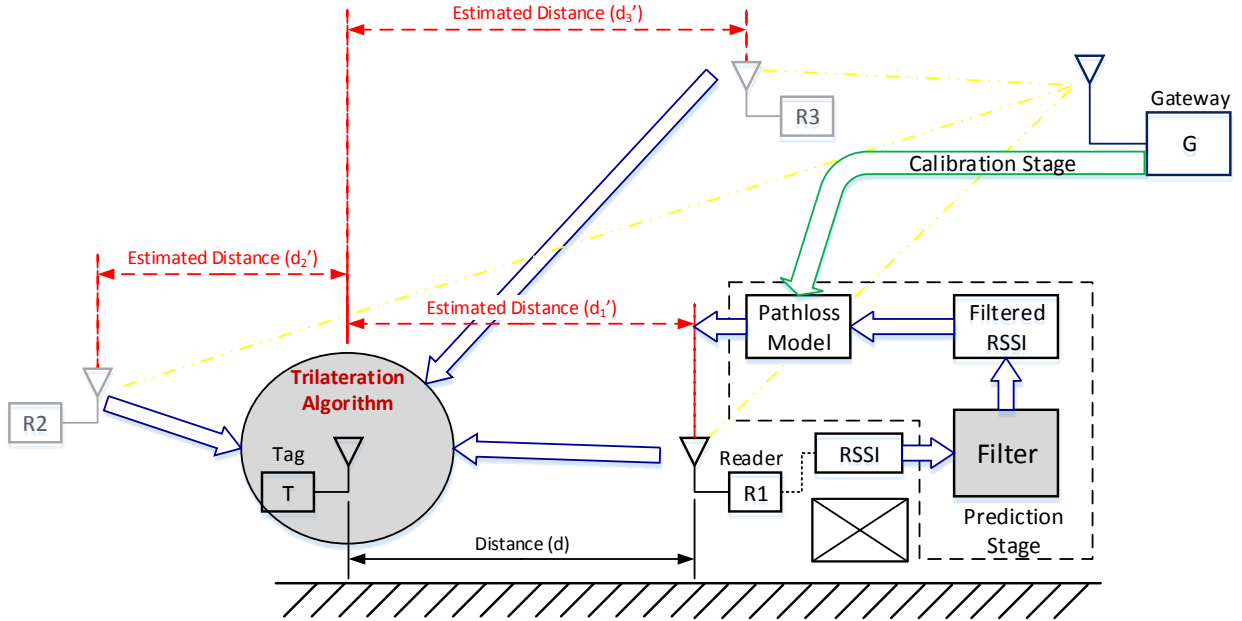 Estimated Distance (d₃’)
Gateway
R3
G
Calibration Stage
Estimated Distance (d₂’)
Estimated Distance (d₁’)
Pathloss
Model
Filtered
RSSI
Trilateration
Algorithm
R2
Tag
T
Reader
R1
RSSI
Filter
Prediction
Stage
Distance (d)